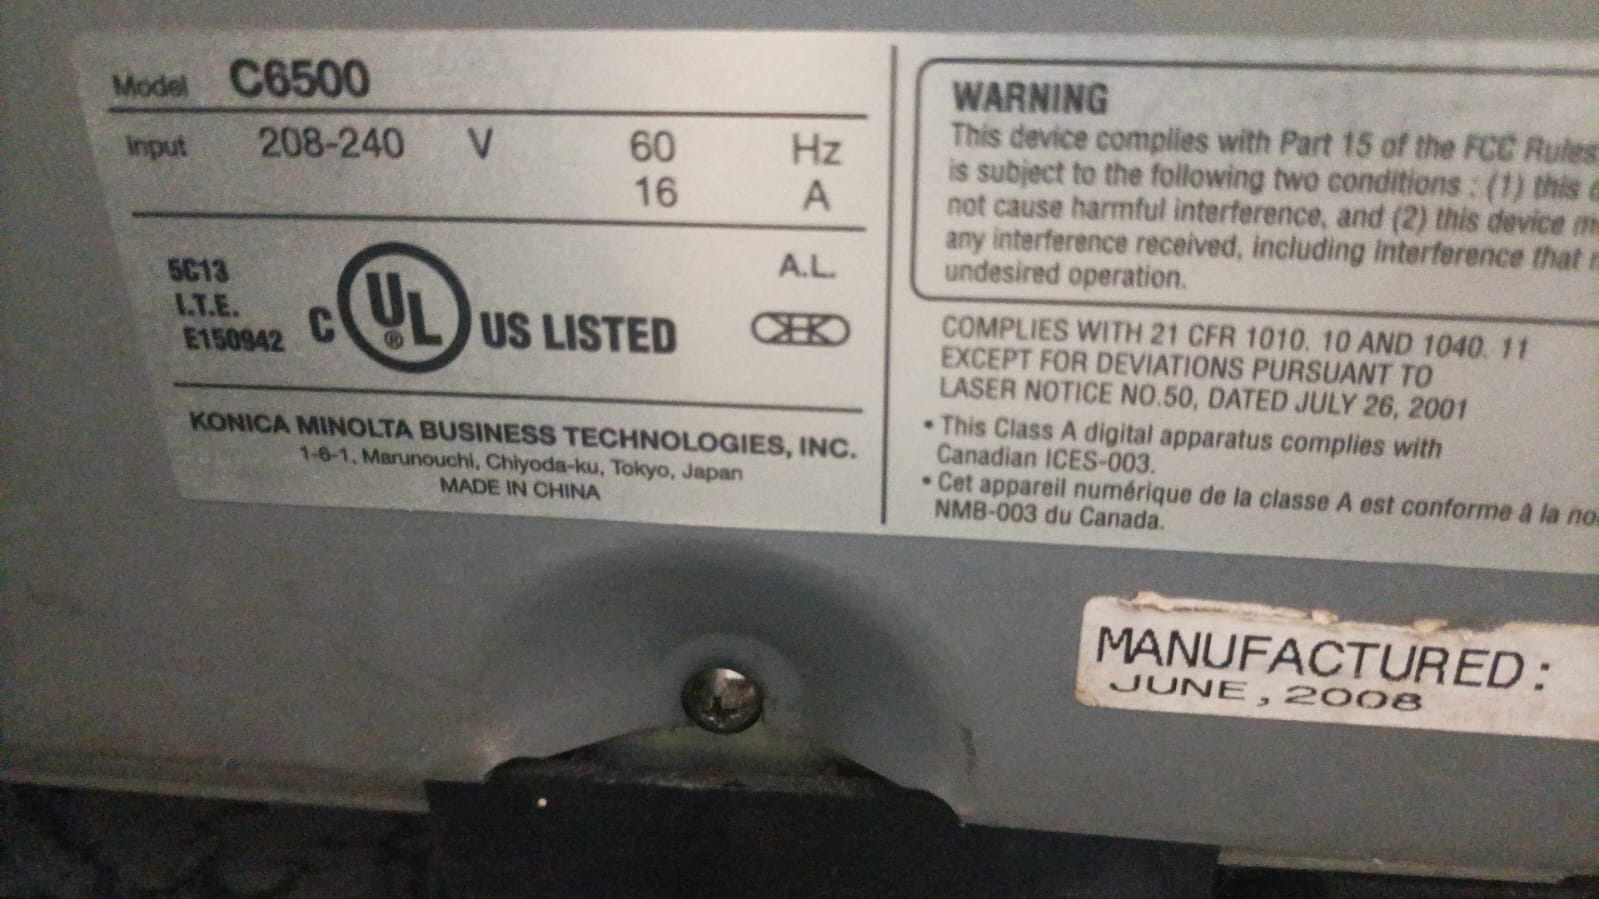 Model C6500
Input 208-240 V 60 Hz
16 A
5C13
I.T.E.
E150942
C UL ® US LISTED
A.L.
KONICA MINOLTA BUSINESS TECHNOLOGIES, INC.
1-6-1, Marunouchi, Chiyoda-ku, Tokyo, Japan
MADE IN CHINA
WARNING
This device complies with Part 15 of the FCC Rules
is subject to the following two conditions : (1) this
not cause harmful interference, and (2) this device
any interference received, including interference that
undesired operation.
COMPLIES WITH 21 CFR 1010. 10 AND 1040. 11
EXCEPT FOR DEVIATIONS PURSUANT TO
LASER NOTICE NO.50, DATED JULY 26, 2001
• This Class A digital apparatus complies with
Canadian ICES-003.
• Cet appareil numérique de la classe A est conforme à la
NMB-003 du Canada.
MANUFACTURED:
JUNE, 2008